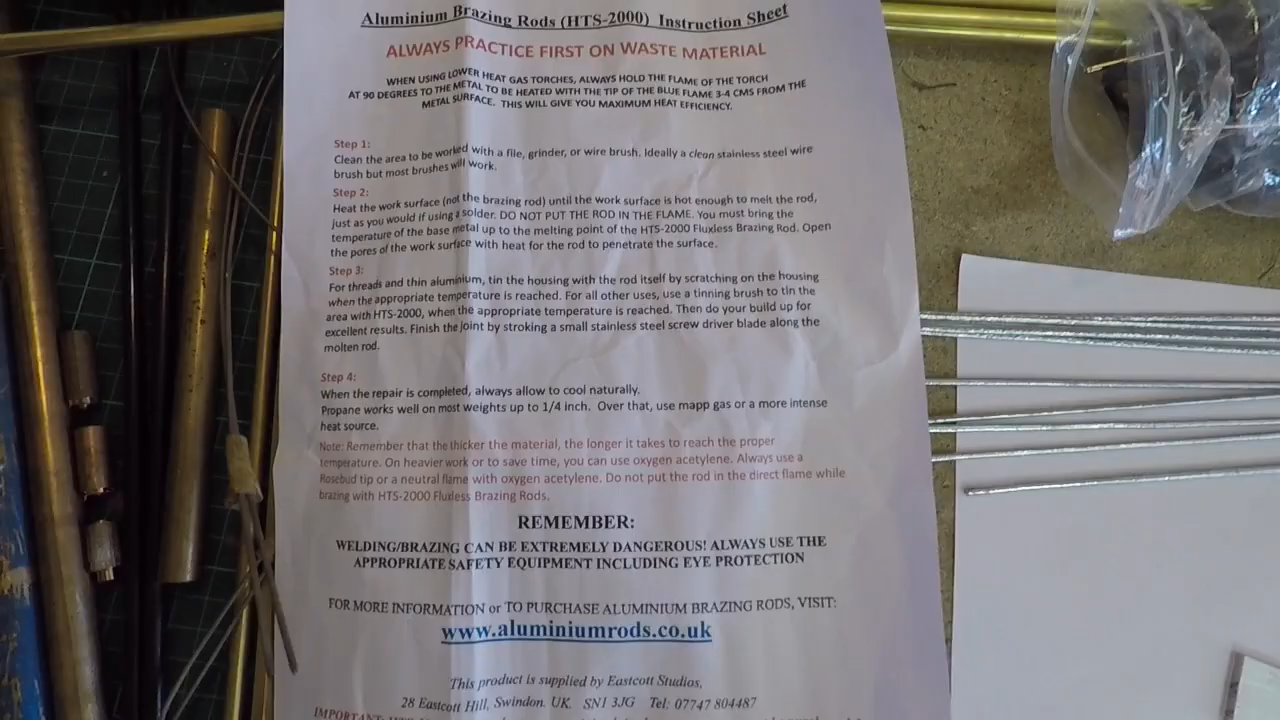 Aluminium Brazing Rods (HTS-2000) Instruction Sheet
ALWAYS PRACTICE FIRST ON WASTE MATERIAL
WHEN USING LOWER HEAT GAS TORCHES, ALWAYS HOLD THE FLAME OF THE TORCH
AT 90 DEGREES TO THE METAL TO BE HEATED WITH THE TIP OF THE BLUE FLAME 3-4 CMS FROM THE
METAL SURFACE. THIS WILL GIVE YOU MAXIMUM HEAT EFFICIENCY.
Step 1:
Clean the area to be worked with a file, grinder, or wire brush. Ideally a clean stainless steel wire
brush but most brushes will work.
Step 2:
Heat the work surface (not the brazing rod) until the work surface is hot enough to melt the rod,
just as you would if using a solder. DO NOT PUT THE ROD IN THE FLAME. You must bring the
temperature of the base metal up to the melting point of the HTS-2000 Fluxless Brazing Rod. Open
the pores of the work surface with heat for the rod to penetrate the surface.
Step 3:
For threads and thin aluminium, tin the housing with the rod itself by scratching on the housing
when the appropriate temperature is reached. For all other uses, use a tinning brush to tin the
area with HTS-2000, when the appropriate temperature is reached. Then do your build up for
excellent results. Finish the joint by stroking a small stainless steel screw driver blade along the
molten rod.
Step 4:
When the repair is completed, always allow to cool naturally.
Propane works well on most weights up to 1/4 inch. Over that, use mapp gas or a more intense
heat source.
Note: Remember that the thicker the material, the longer it takes to reach the proper
temperature. On heavier work or to save time, you can use oxygen acetylene. Always use a
Rosebud tip or a neutral flame with oxygen acetylene. Do not put the rod in the direct flame while
brazing with HTS-2000 Fluxless Brazing Rods.
REMEMBER:
WELDING/BRAZING CAN BE EXTREMELY DANGEROUS! ALWAYS USE THE
APPROPRIATE SAFETY EQUIPMENT INCLUDING EYE PROTECTION
FOR MORE INFORMATION or TO PURCHASE ALUMINIUM BRAZING RODS, VISIT:
www.aluminiumrods.co.uk
This product is supplied by Eastcott Studios,
28 Eastcott Hill, Swindon. UK. SN1 3JG Tel: 07747 804487
IMPORTANT: